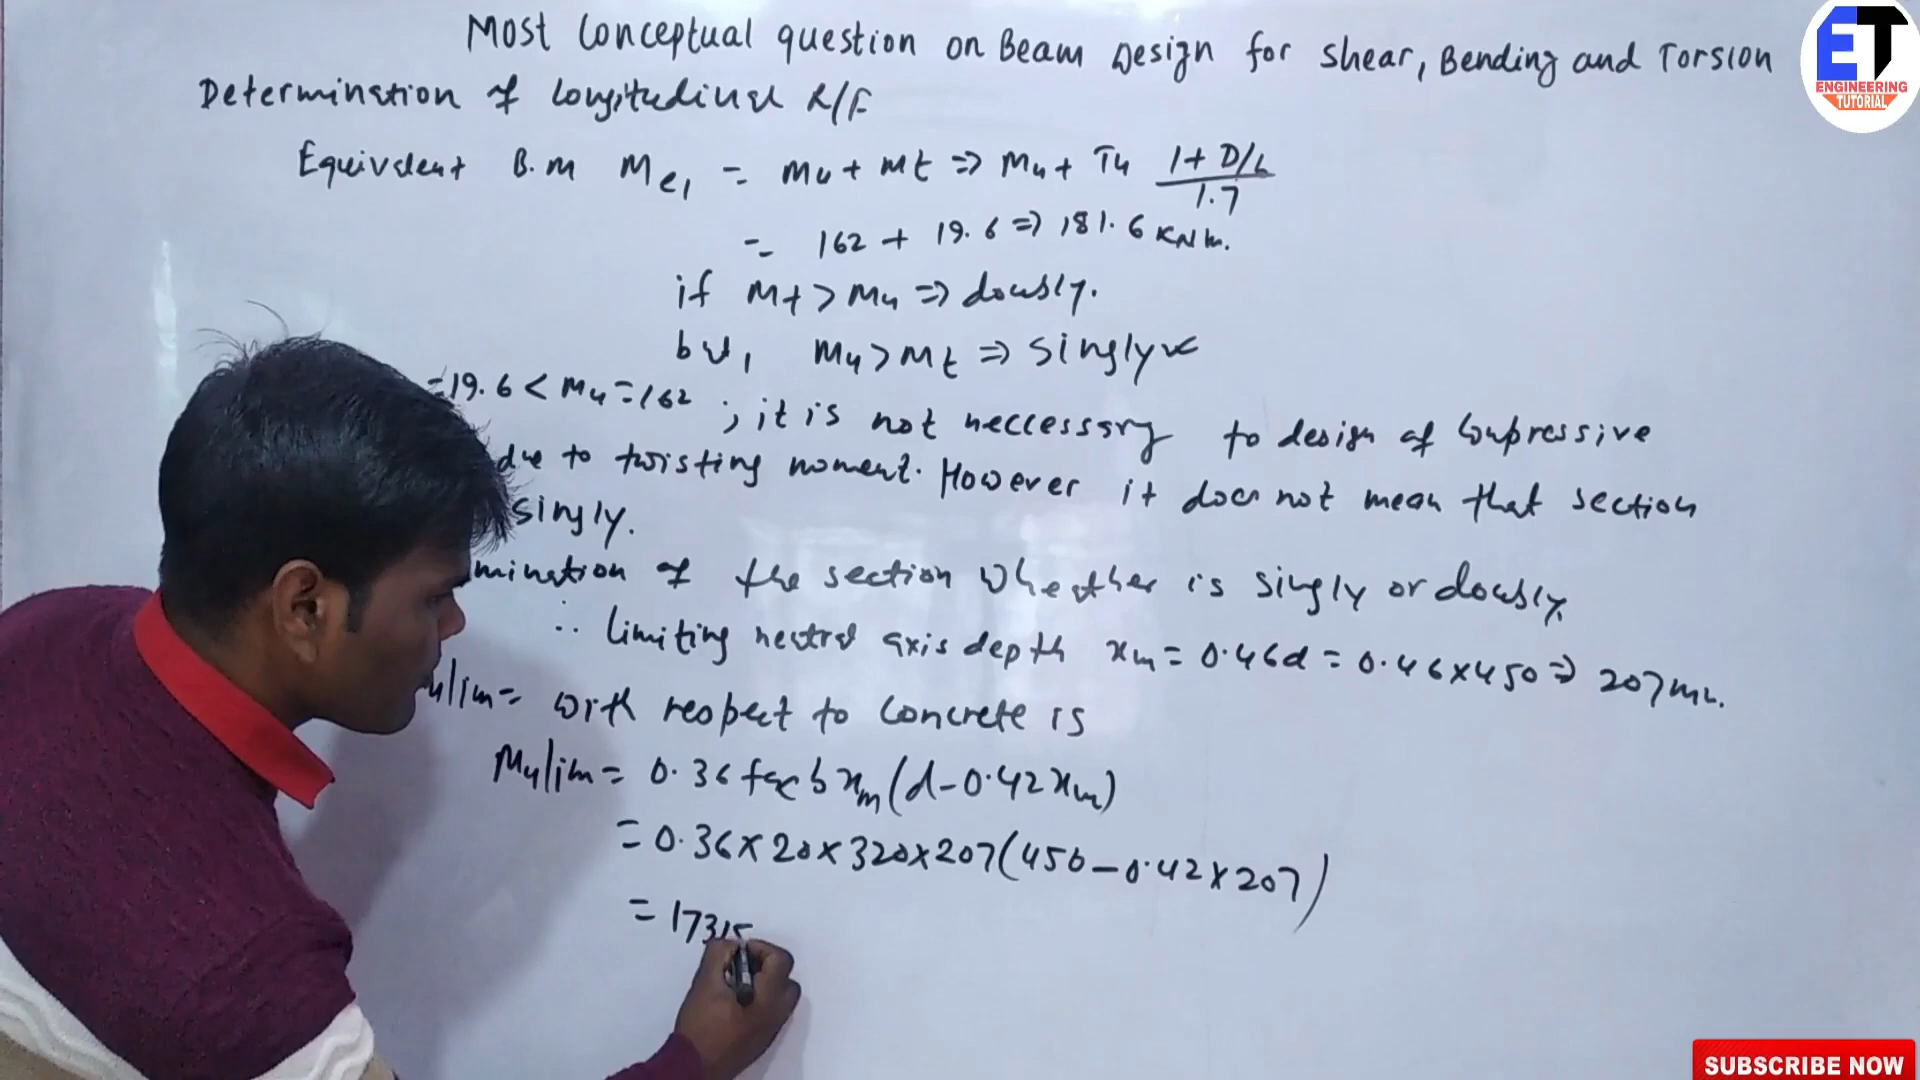 Most Conceptual question on Beam Design for shear, Bending and Torsion
ET
ENGINEERING
TUTORIAL
Determination of longitudinal R/F
Equivalent B.M Me1 = Mu + Mt => Mu + Tu (1 + D/b)/1.7
= 162 + 19.6 => 181.6 KNm.
if Mt > Mu => doubly.
but, Mu > Mt => Singly
=19.6 < Mu = 162 ; it is not neccessary to design of Compressive
due to twisting moment. However it does not mean that section
singly.
mination of the section whether is singly or doubly.
∴ limiting neutral axis depth xm = 0.46d = 0.46×450 => 207mm.
ulim = with respect to concrete is
Mulim = 0.36 fck b xm (d - 0.42 xm)
= 0.36 × 20 × 320 × 207 (450 - 0.42 × 207)
= 17315
SUBSCRIBE NOW